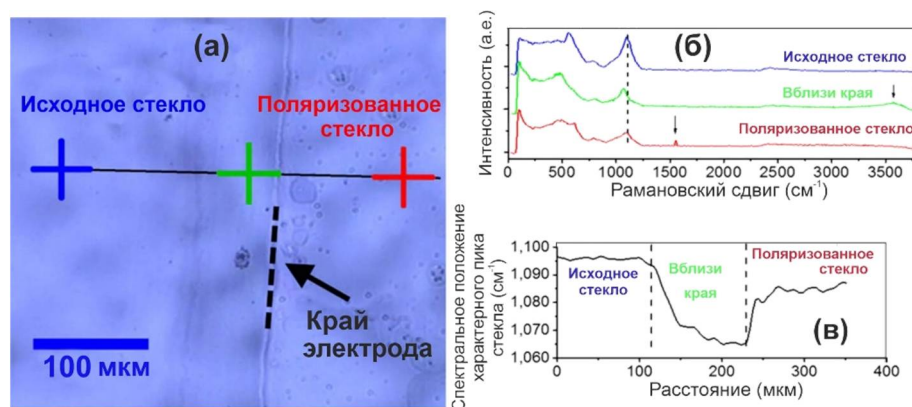 (а)
Исходное стекло
Поляризованное
стекло
Край
электрода
100 мкм
Интенсивность (а.е.)
(б)
Исходное стекло
Вблизи края
Поляризованное стекло
0 500 1000 1500 2000 2500 3000 3500
Рамановский сдвиг (см⁻¹)
Спектральное положение
характерного пика
стекла (см⁻¹)
1,100
1,090
1,080
1,070
1,060
Исходное
стекло
Вблизи
края
Поляризованное
стекло
(в)
0 100 200 300 400
Расстояние (мкм)